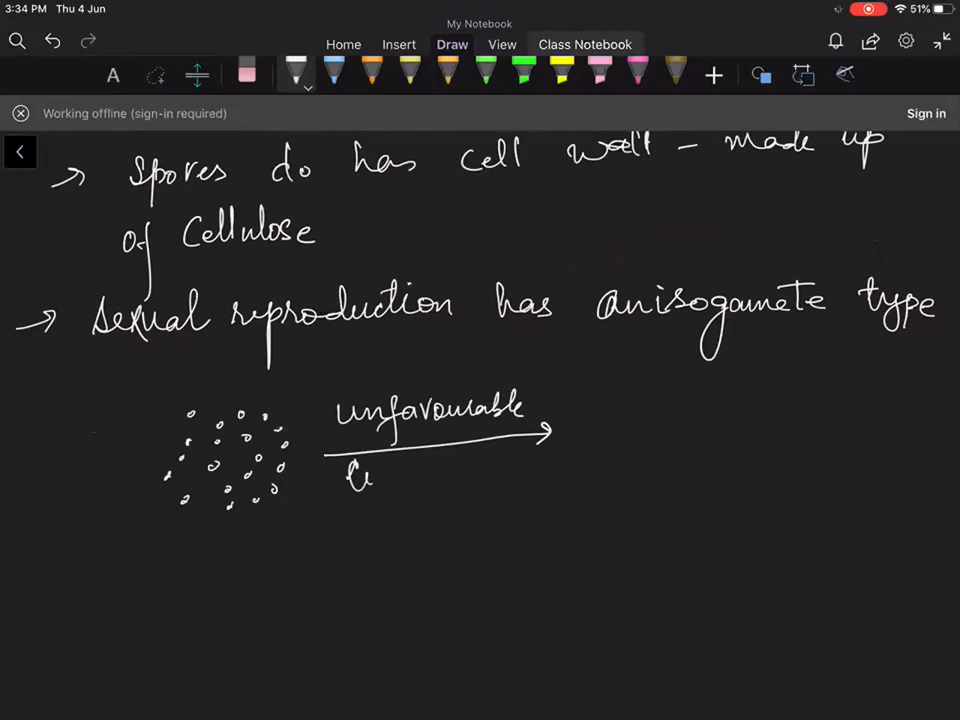 3:34 PM Thu 4 Jun
51%
My Notebook
Home Insert Draw View Class Notebook
A
Working offline (sign-in required) Sign in
→ Spores do has cell wall – made up
of Cellulose
→ Sexual reproduction has anisogamete type
unfavourable